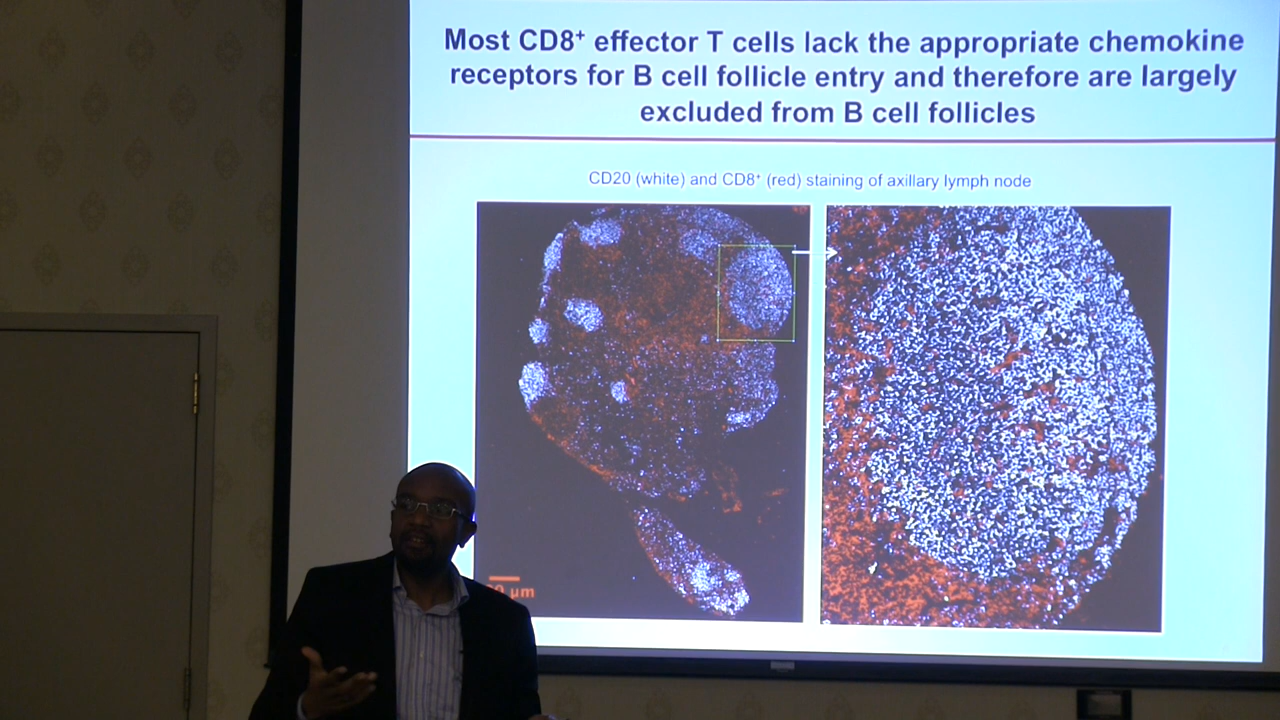 Most CD8⁺ effector T cells lack the appropriate chemokine
receptors for B cell follicle entry and therefore are largely
excluded from B cell follicles
CD20 (white) and CD8⁺ (red) staining of axillary lymph node
µm